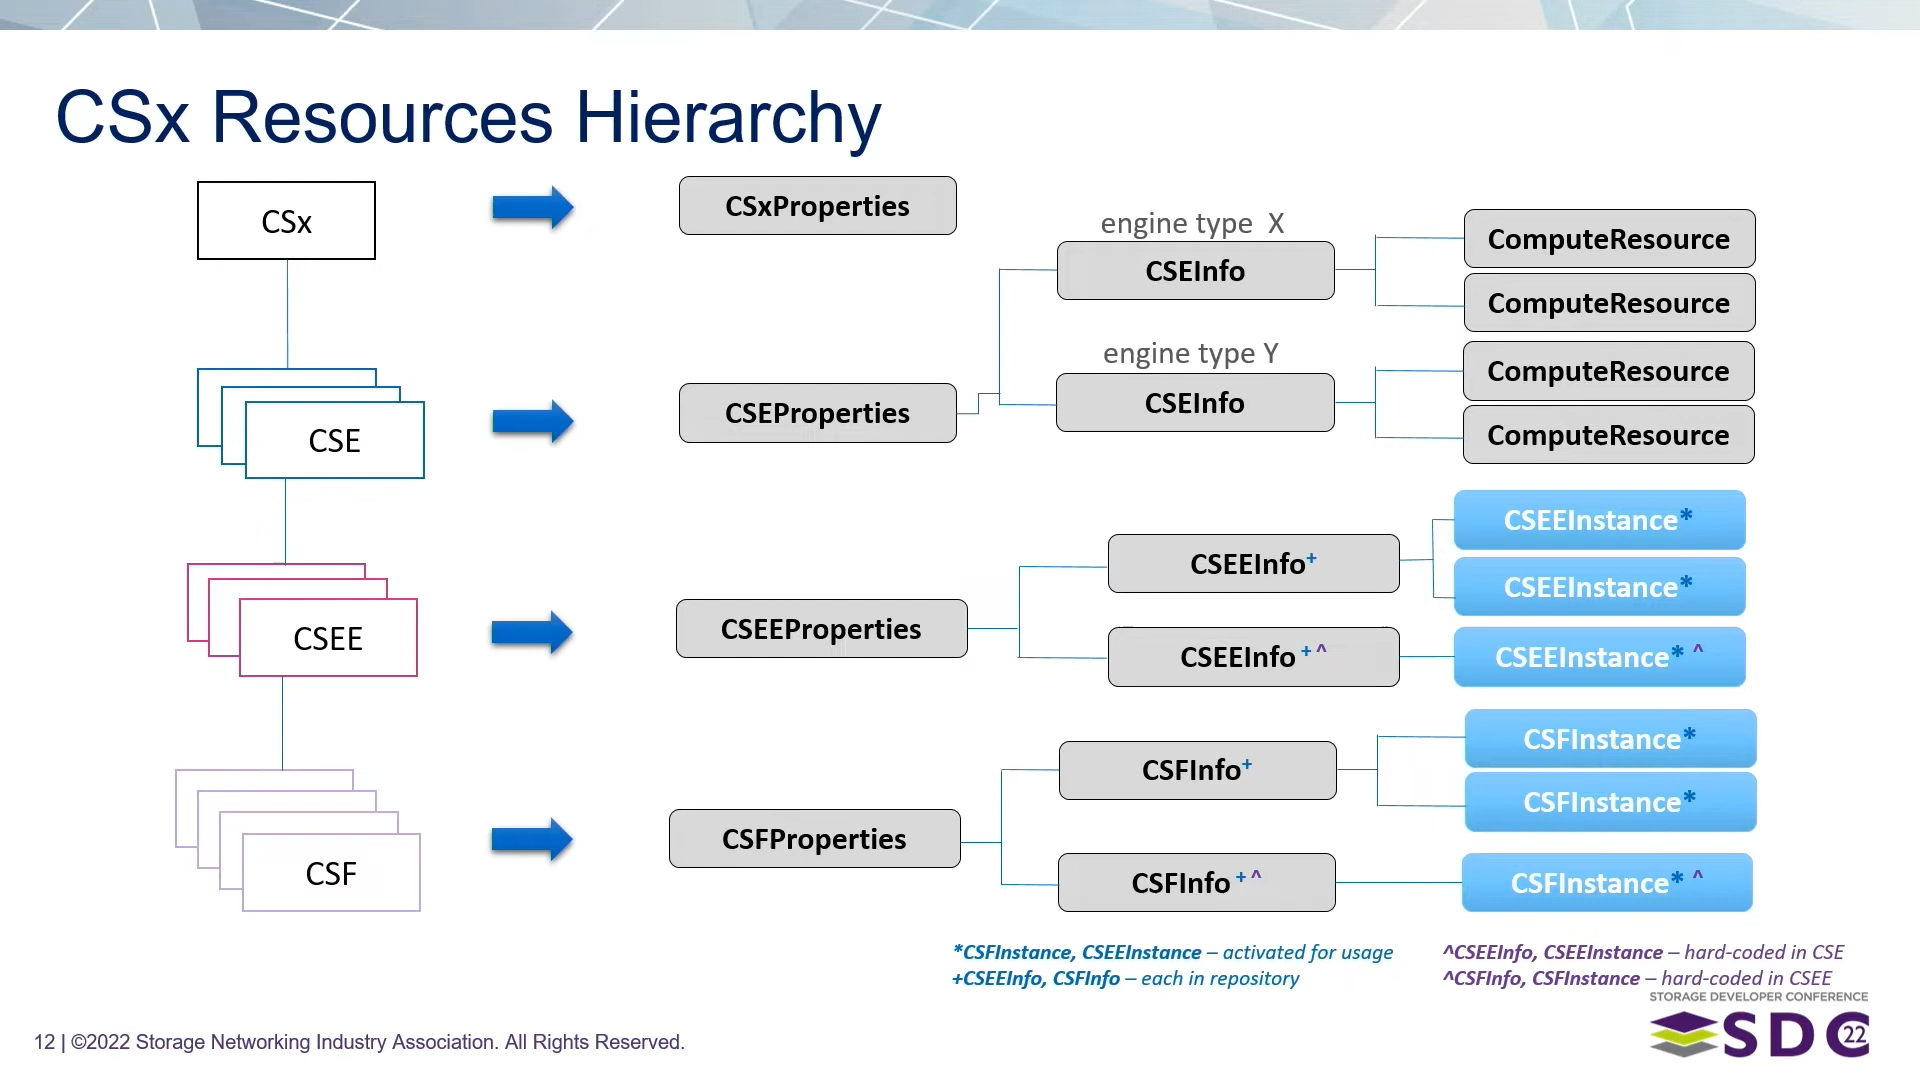 CSx Resources Hierarchy
CSx
CSxProperties
engine type X
CSEInfo
ComputeResource
ComputeResource
engine type Y
CSE
CSEProperties
CSEInfo
ComputeResource
ComputeResource
CSEE
CSEEProperties
CSEEInfo+
CSEEInstance*
CSEEInstance*
CSEEInfo + ^
CSEEInstance* ^
CSF
CSFProperties
CSFInfo+
CSFInstance*
CSFInstance*
CSFInfo + ^
CSFInstance* ^
*CSFInstance, CSEEInstance – activated for usage
+CSEEInfo, CSFInfo – each in repository
^CSEEInfo, CSEEInstance – hard-coded in CSE
^CSFInfo, CSFInstance – hard-coded in CSEE
STORAGE DEVELOPER CONFERENCE
SDC 22
12 | ©2022 Storage Networking Industry Association. All Rights Reserved.